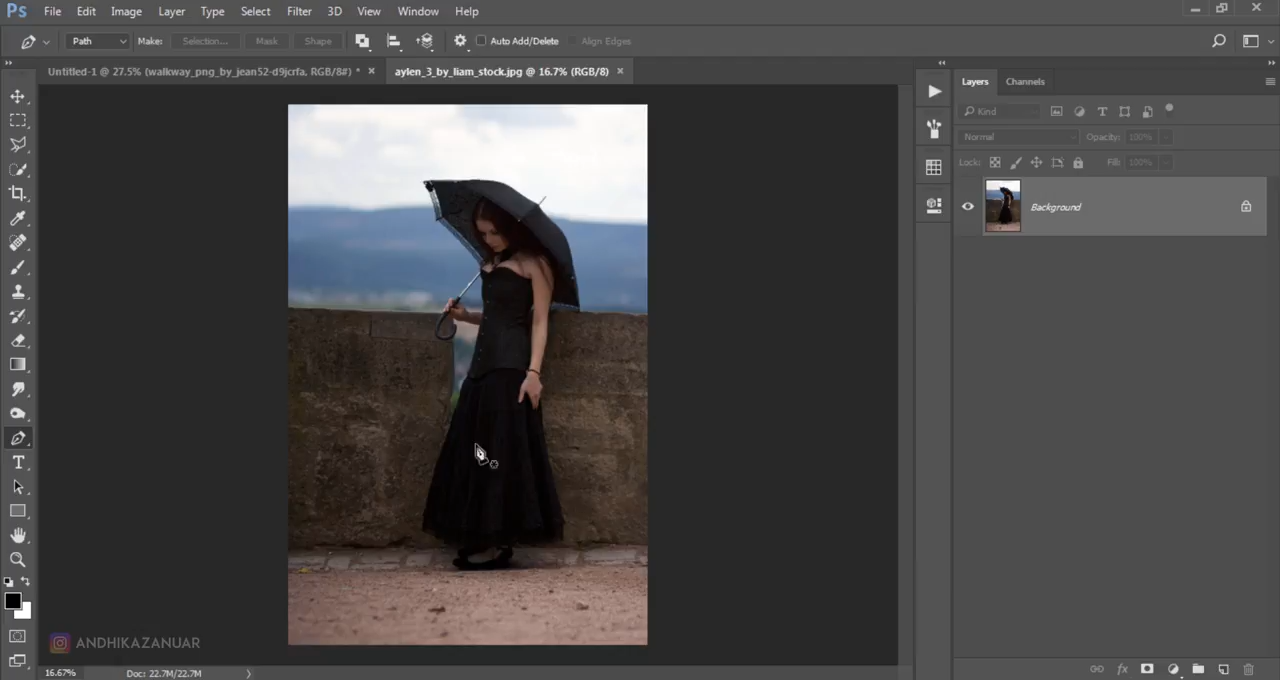 Ps File Edit Image Layer Type Select Filter 3D View Window Help
Path Make: Selection... Mask Shape Auto Add/Delete Align Edges
Untitled-1 @ 27.5% (walkway_png_by_jean52-d9jcrfa, RGB/8#) * × aylen_3_by_liam_stock.jpg @ 16.7% (RGB/8) ×
Layers Channels
Kind
Normal Opacity: 100%
Lock: Fill: 100%
Background
ANDHIKAZANUAR
16.67% Doc: 22.7M/22.7M